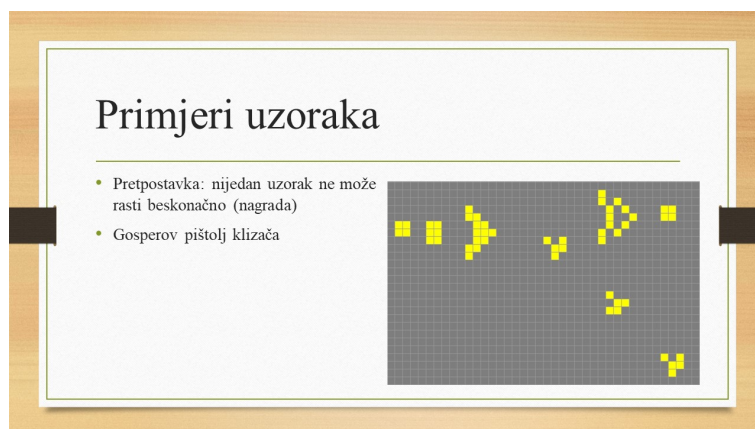 Primjeri uzoraka
• Pretpostavka: nijedan uzorak ne može
rasti beskonačno (nagrada)
• Gosperov pištolj klizača